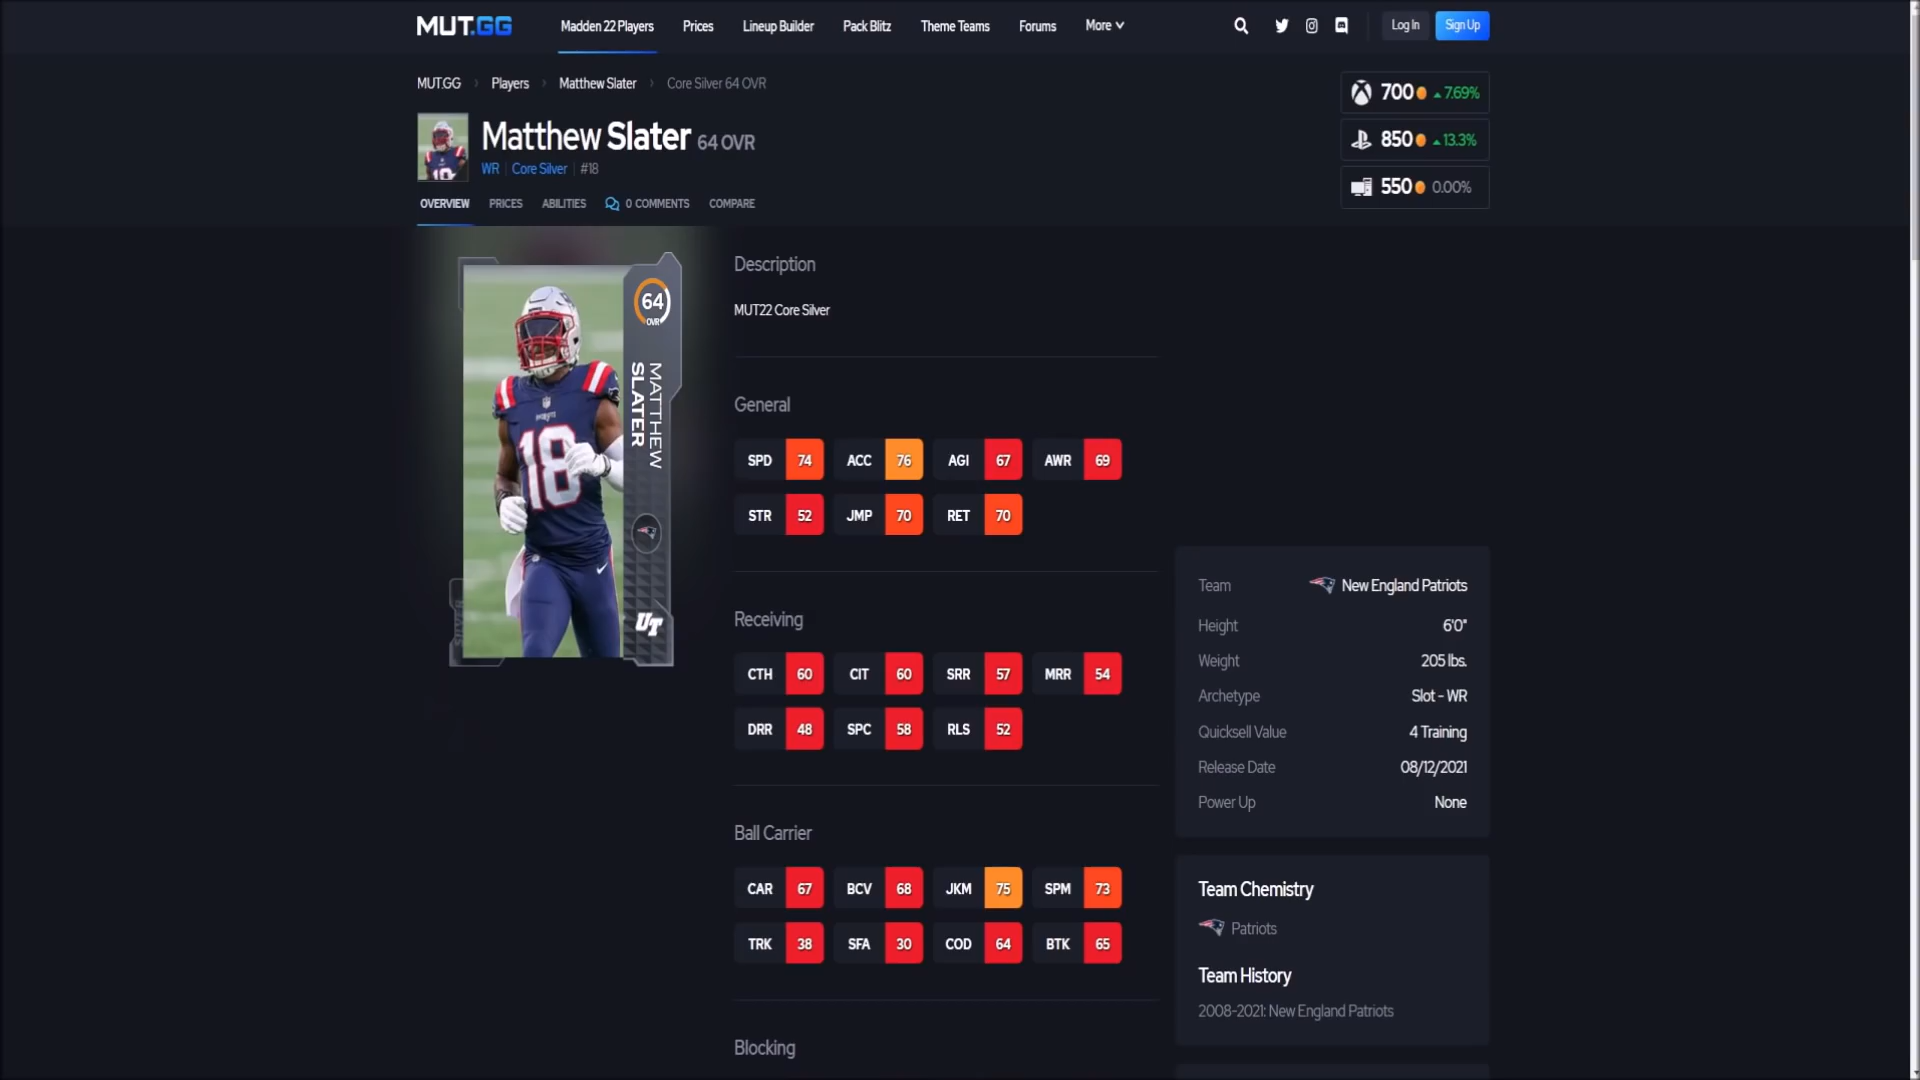 MUT.GG
Madden 22 Players
Prices
Lineup Builder
Pack Blitz
Theme Teams
Forums
More
Log In
Sign Up
MUT.GG
Players
Matthew Slater
Core Silver 64 OVR
Matthew Slater 64 OVR
WR Core Silver #18
700 7.69%
850 13.3%
550 0.00%
OVERVIEW
PRICES
ABILITIES
0 COMMENTS
COMPARE
64
OVR
MATTHEW
SLATER
PATRIOTS
18
SILVER
UT
Description
MUT22 Core Silver
General
SPD 74 ACC 76 AGI 67 AWR 69
STR 52 JMP 70 RET 70
Receiving
CTH 60 CIT 60 SRR 57 MRR 54
DRR 48 SPC 58 RLS 52
Ball Carrier
CAR 67 BCV 68 JKM 75 SPM 73
TRK 38 SFA 30 COD 64 BTK 65
Blocking
Team New England Patriots
Height 6'0"
Weight 205 lbs.
Archetype Slot - WR
Quicksell Value 4 Training
Release Date 08/12/2021
Power Up None
Team Chemistry
Patriots
Team History
2008-2021: New England Patriots